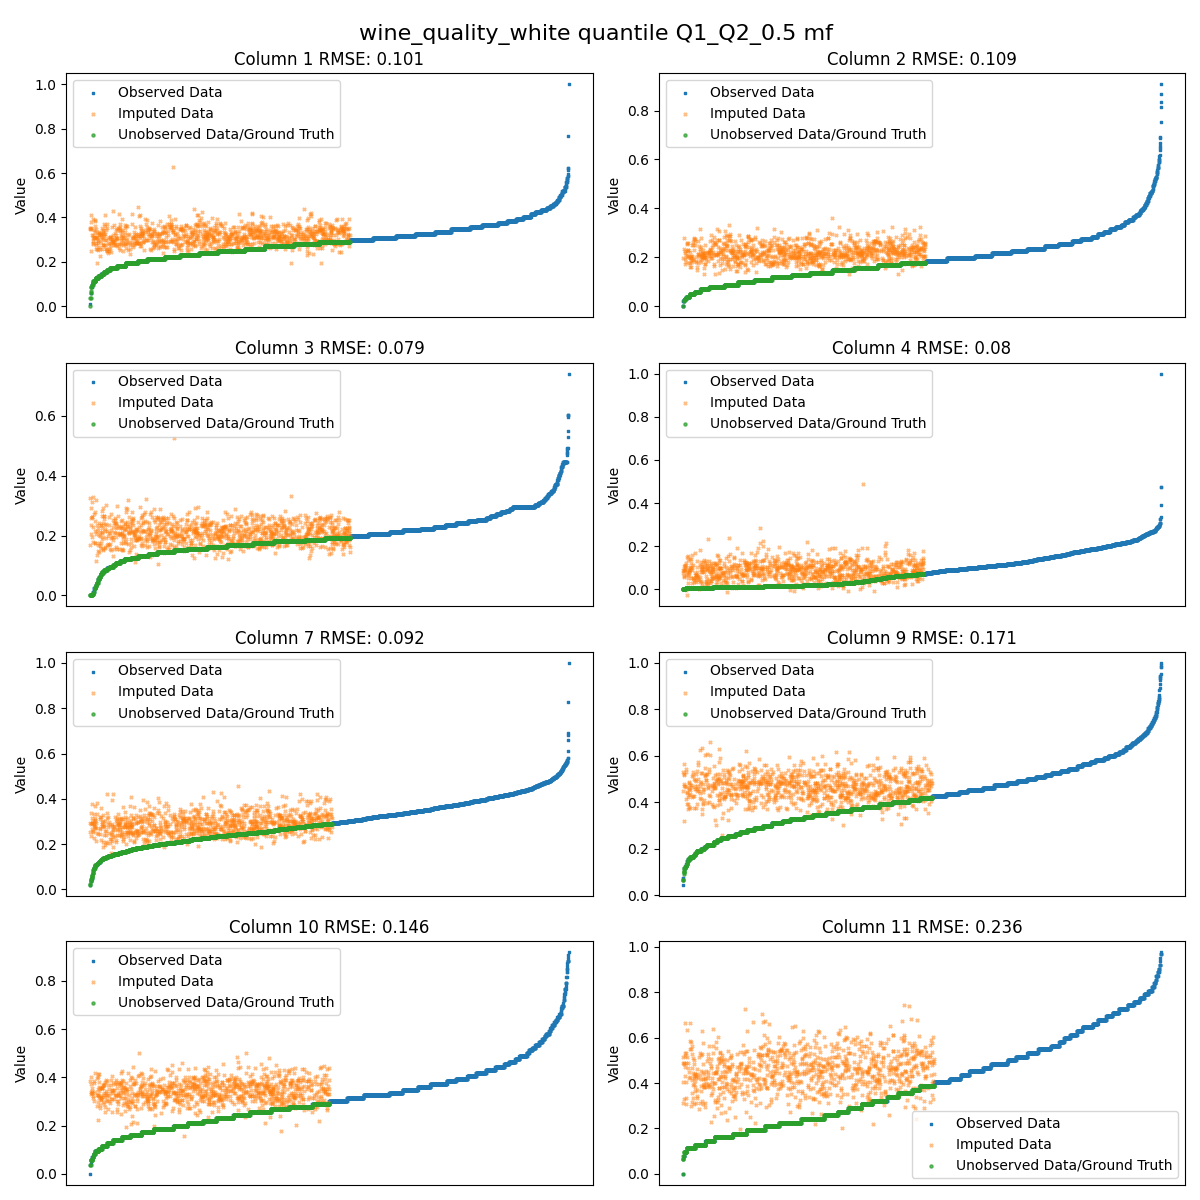 wine_quality_white quantile Q1_Q2_0.5 mf
Column 1 RMSE: 0.101
Value
1.0
0.8
0.6
0.4
0.2
0.0
Observed Data
Imputed Data
Unobserved Data/Ground Truth
Column 2 RMSE: 0.109
Value
0.8
0.6
0.4
0.2
0.0
Observed Data
Imputed Data
Unobserved Data/Ground Truth
Column 3 RMSE: 0.079
Value
0.6
0.4
0.2
0.0
Observed Data
Imputed Data
Unobserved Data/Ground Truth
Column 4 RMSE: 0.08
Value
1.0
0.8
0.6
0.4
0.2
0.0
Observed Data
Imputed Data
Unobserved Data/Ground Truth
Column 7 RMSE: 0.092
Value
1.0
0.8
0.6
0.4
0.2
0.0
Observed Data
Imputed Data
Unobserved Data/Ground Truth
Column 9 RMSE: 0.171
Value
1.0
0.8
0.6
0.4
0.2
0.0
Observed Data
Imputed Data
Unobserved Data/Ground Truth
Column 10 RMSE: 0.146
Value
0.8
0.6
0.4
0.2
0.0
Observed Data
Imputed Data
Unobserved Data/Ground Truth
Column 11 RMSE: 0.236
Value
1.0
0.8
0.6
0.4
0.2
0.0
Observed Data
Imputed Data
Unobserved Data/Ground Truth